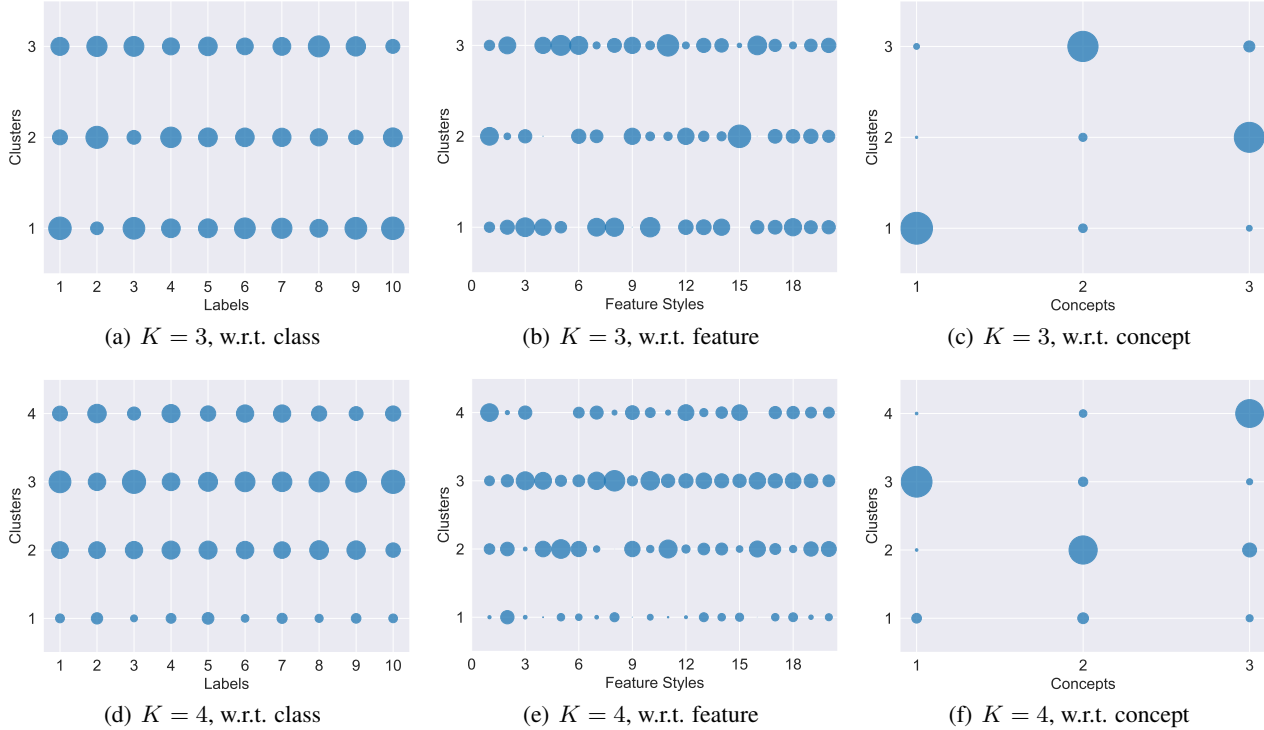 3
2
1
Clusters
1 2 3 4 5 6 7 8 9 10
Labels
(a) K = 3, w.r.t. class
3
2
1
Clusters
0 3 6 9 12 15 18
Feature Styles
(b) K = 3, w.r.t. feature
3
2
1
Clusters
1 2 3
Concepts
(c) K = 3, w.r.t. concept
4
3
2
1
Clusters
1 2 3 4 5 6 7 8 9 10
Labels
(d) K = 4, w.r.t. class
4
3
2
1
Clusters
0 3 6 9 12 15 18
Feature Styles
(e) K = 4, w.r.t. feature
4
3
2
1
Clusters
1 2 3
Concepts
(f) K = 4, w.r.t. concept